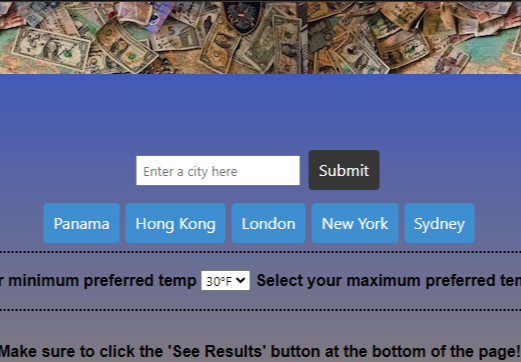 Enter a city here Submit
Panama Hong Kong London New York Sydney
minimum preferred temp 30°F Select your maximum preferred
Make sure to click the 'See Results' button at the bottom of the page!